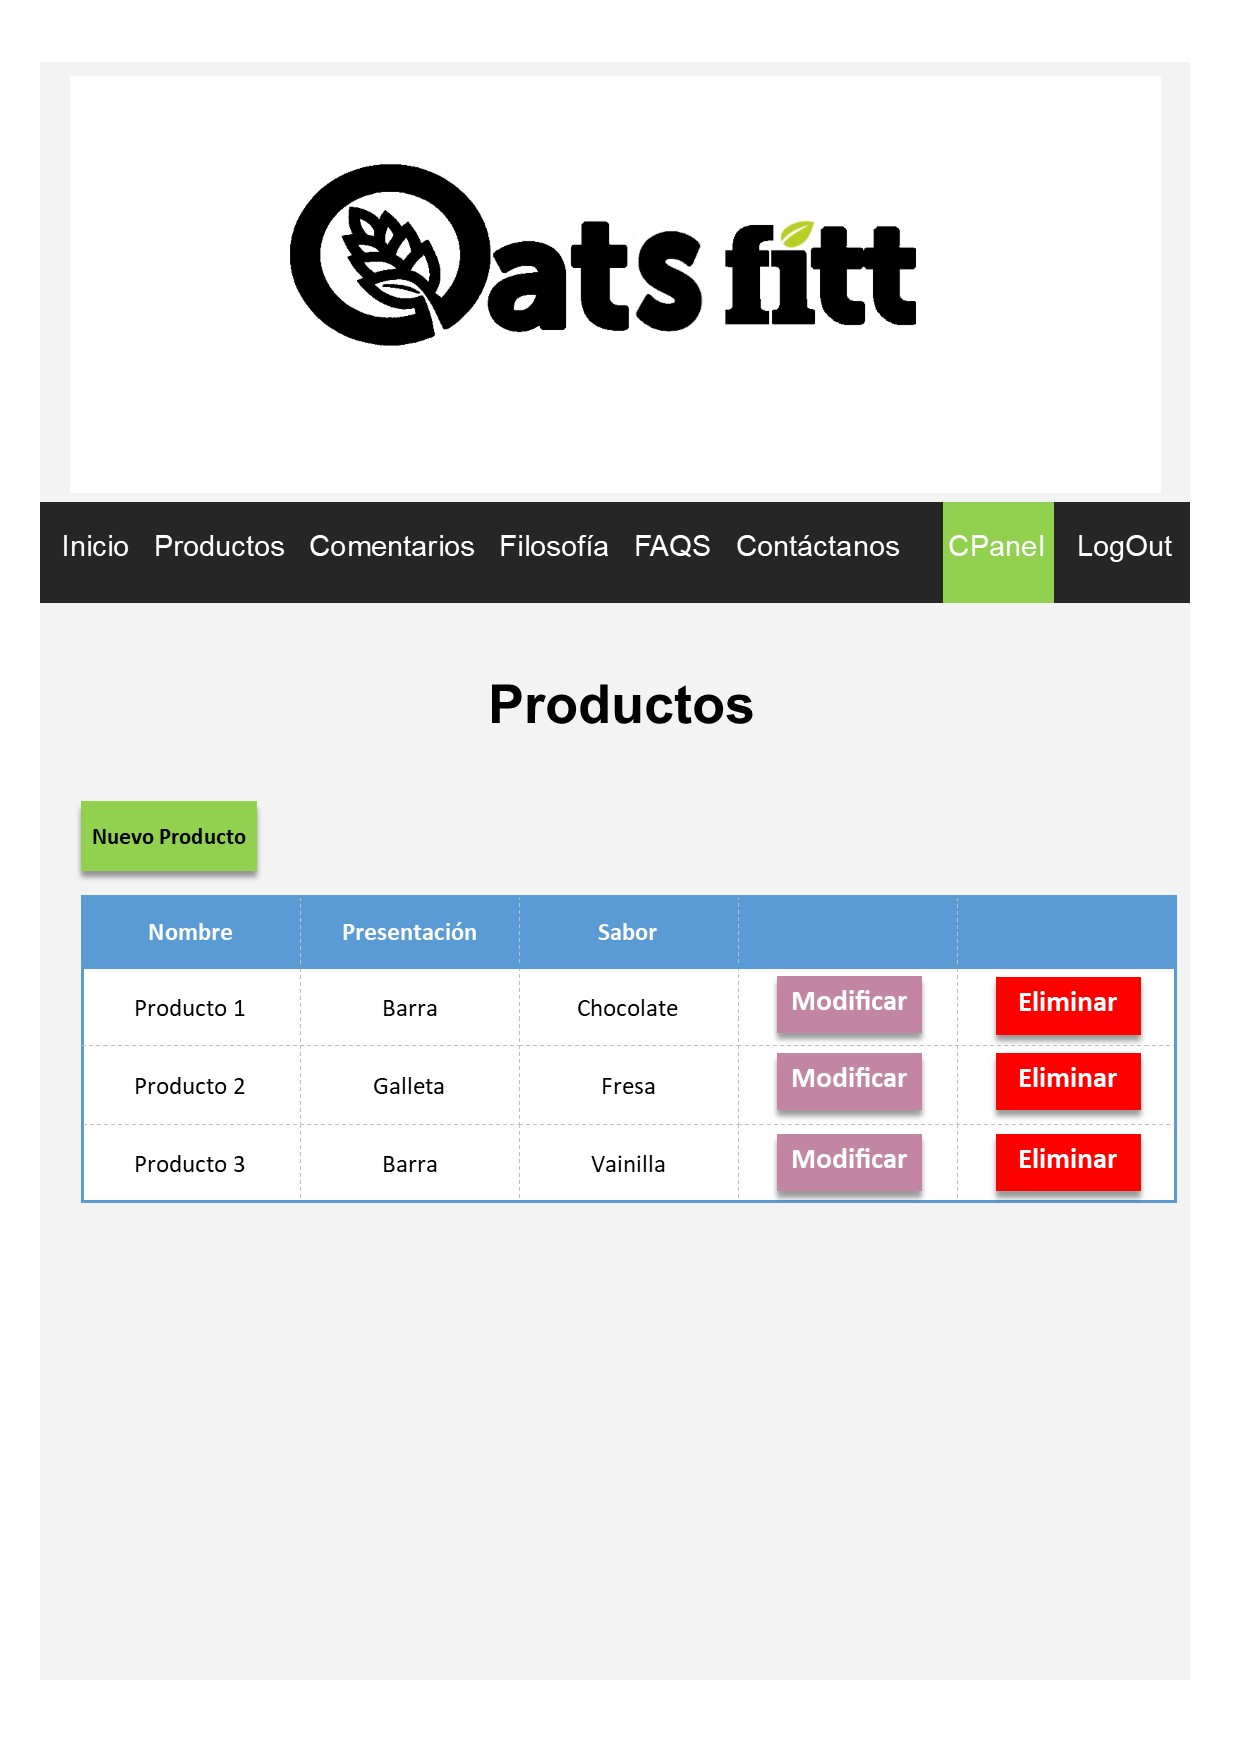 Oats fitt
Inicio Productos Comentarios Filosofía FAQS Contáctanos CPanel LogOut
Productos
Nuevo Producto
Nombre Presentación Sabor
Producto 1 Barra Chocolate Modificar Eliminar
Producto 2 Galleta Fresa Modificar Eliminar
Producto 3 Barra Vainilla Modificar Eliminar